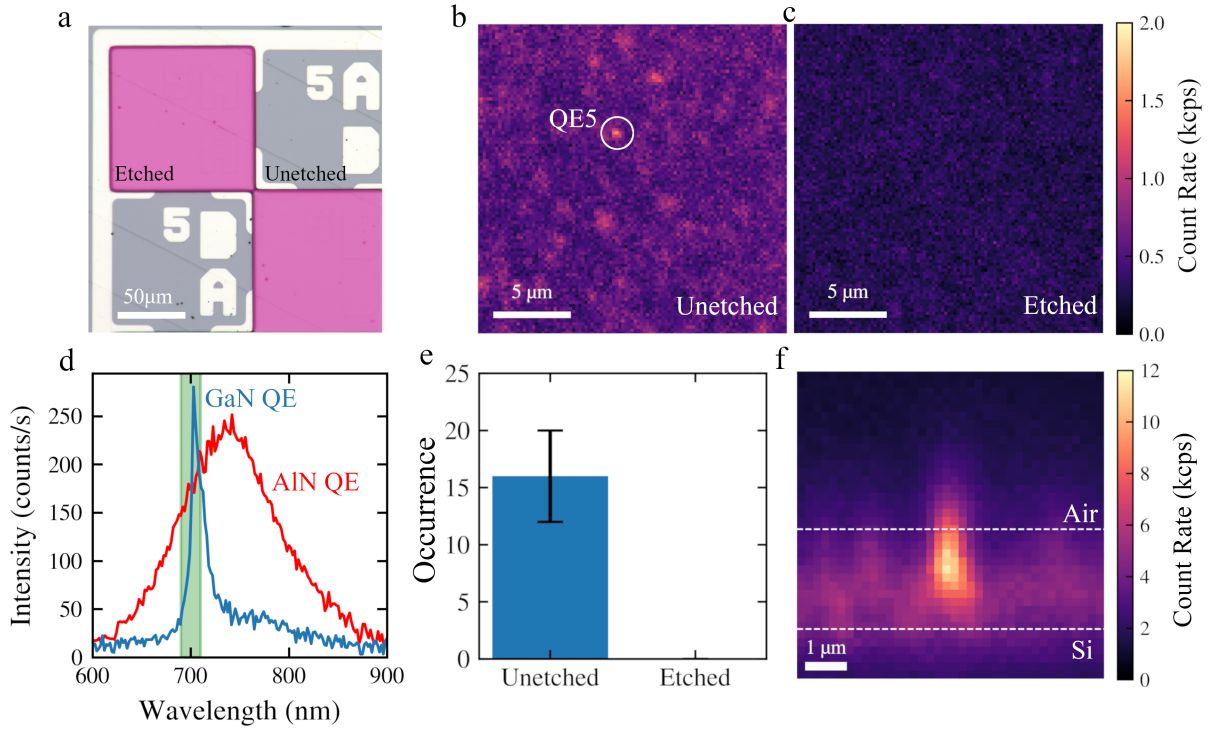 a
5A
B
Etched
Unetched
5B
A
50μm
b
QE5
5 μm
Unetched
c
5 μm
Etched
2.0
1.5
1.0
0.5
0.0
Count Rate (kcps)
d
GaN QE
AlN QE
250
200
150
100
50
0
600
700
800
900
Intensity (counts/s)
Wavelength (nm)
e
25
20
15
10
5
0
Occurrence
Unetched
Etched
f
Air
Si
1 μm
12
10
8
6
4
2
0
Count Rate (kcps)